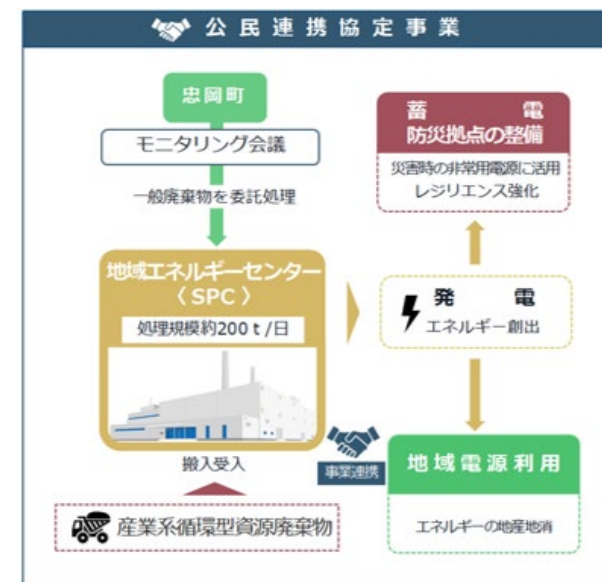 公民連携協定事業
忠岡町
モニタリング会議
一般廃棄物を委託処理
地域エネルギーセンター
〈 SPC 〉
処理規模約200t/日
搬入受入
産業系循環型資源廃棄物
蓄電
防災拠点の整備
災害時の非常用電源に活用
レジリエンス強化
発電
エネルギー創出
事業連携
地域電源利用
エネルギーの地産地消